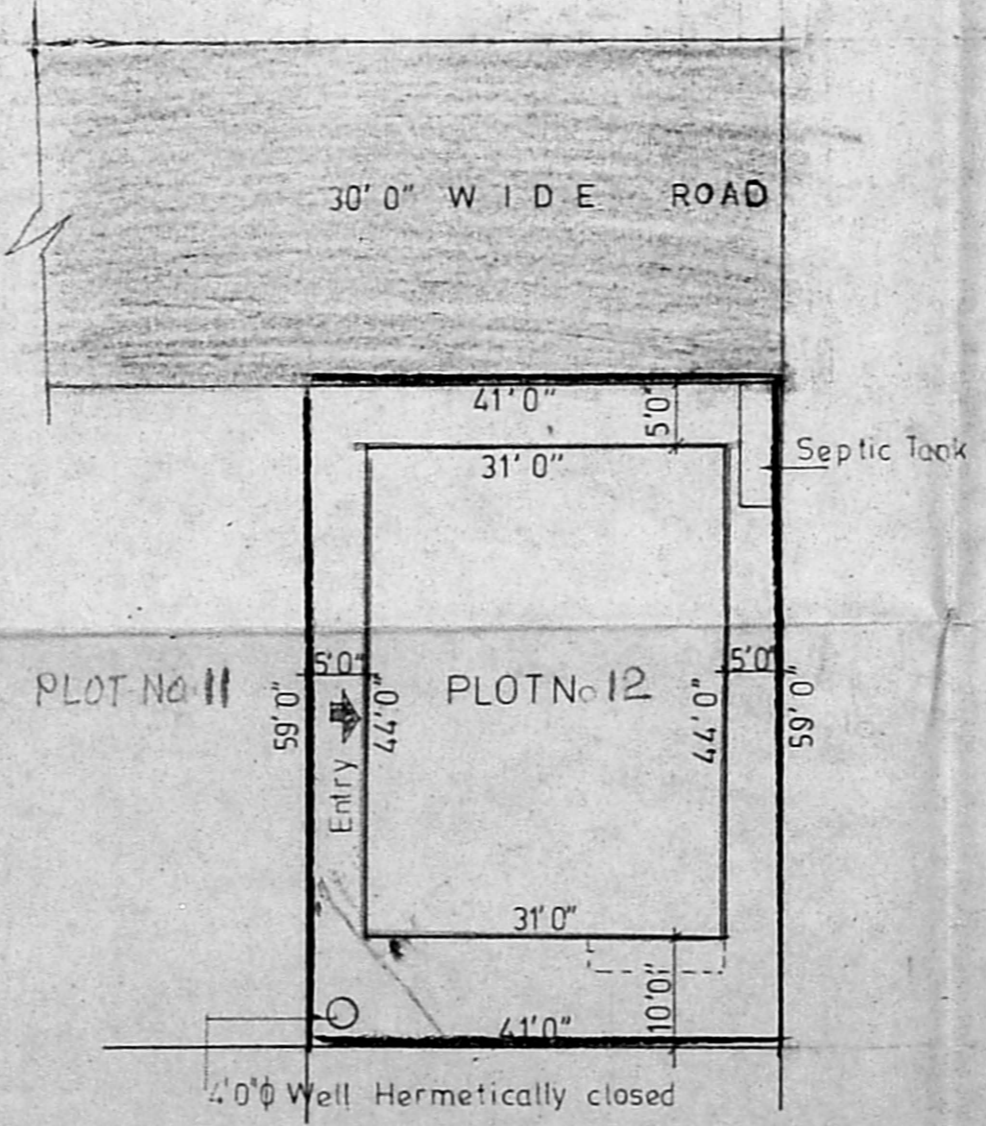 30' 0" WIDE ROAD
41' 0"
5'0"
31' 0"
Septic Tank
5'0"
5'0"
PLOT No 11
PLOT No 12
59' 0"
44' 0"
44' 0"
59' 0"
Entry
31' 0"
10'0"
41'0"
4'0"ϕ Well Hermetically closed